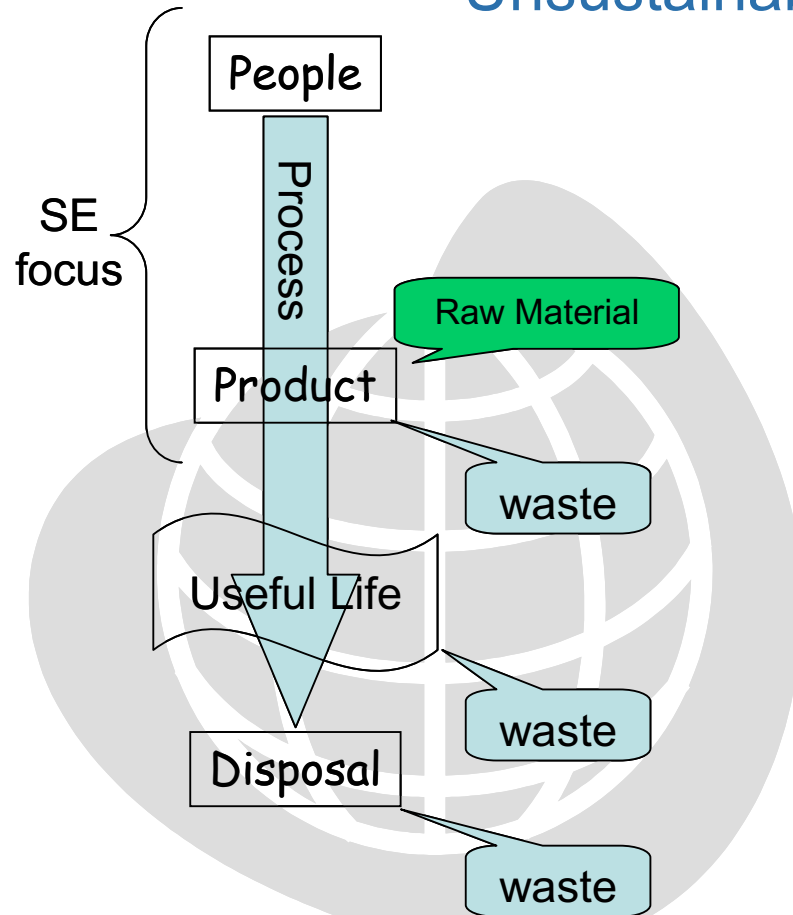 People
Process
SE
focus
Raw Material
Product
waste
Useful Life
waste
Disposal
waste